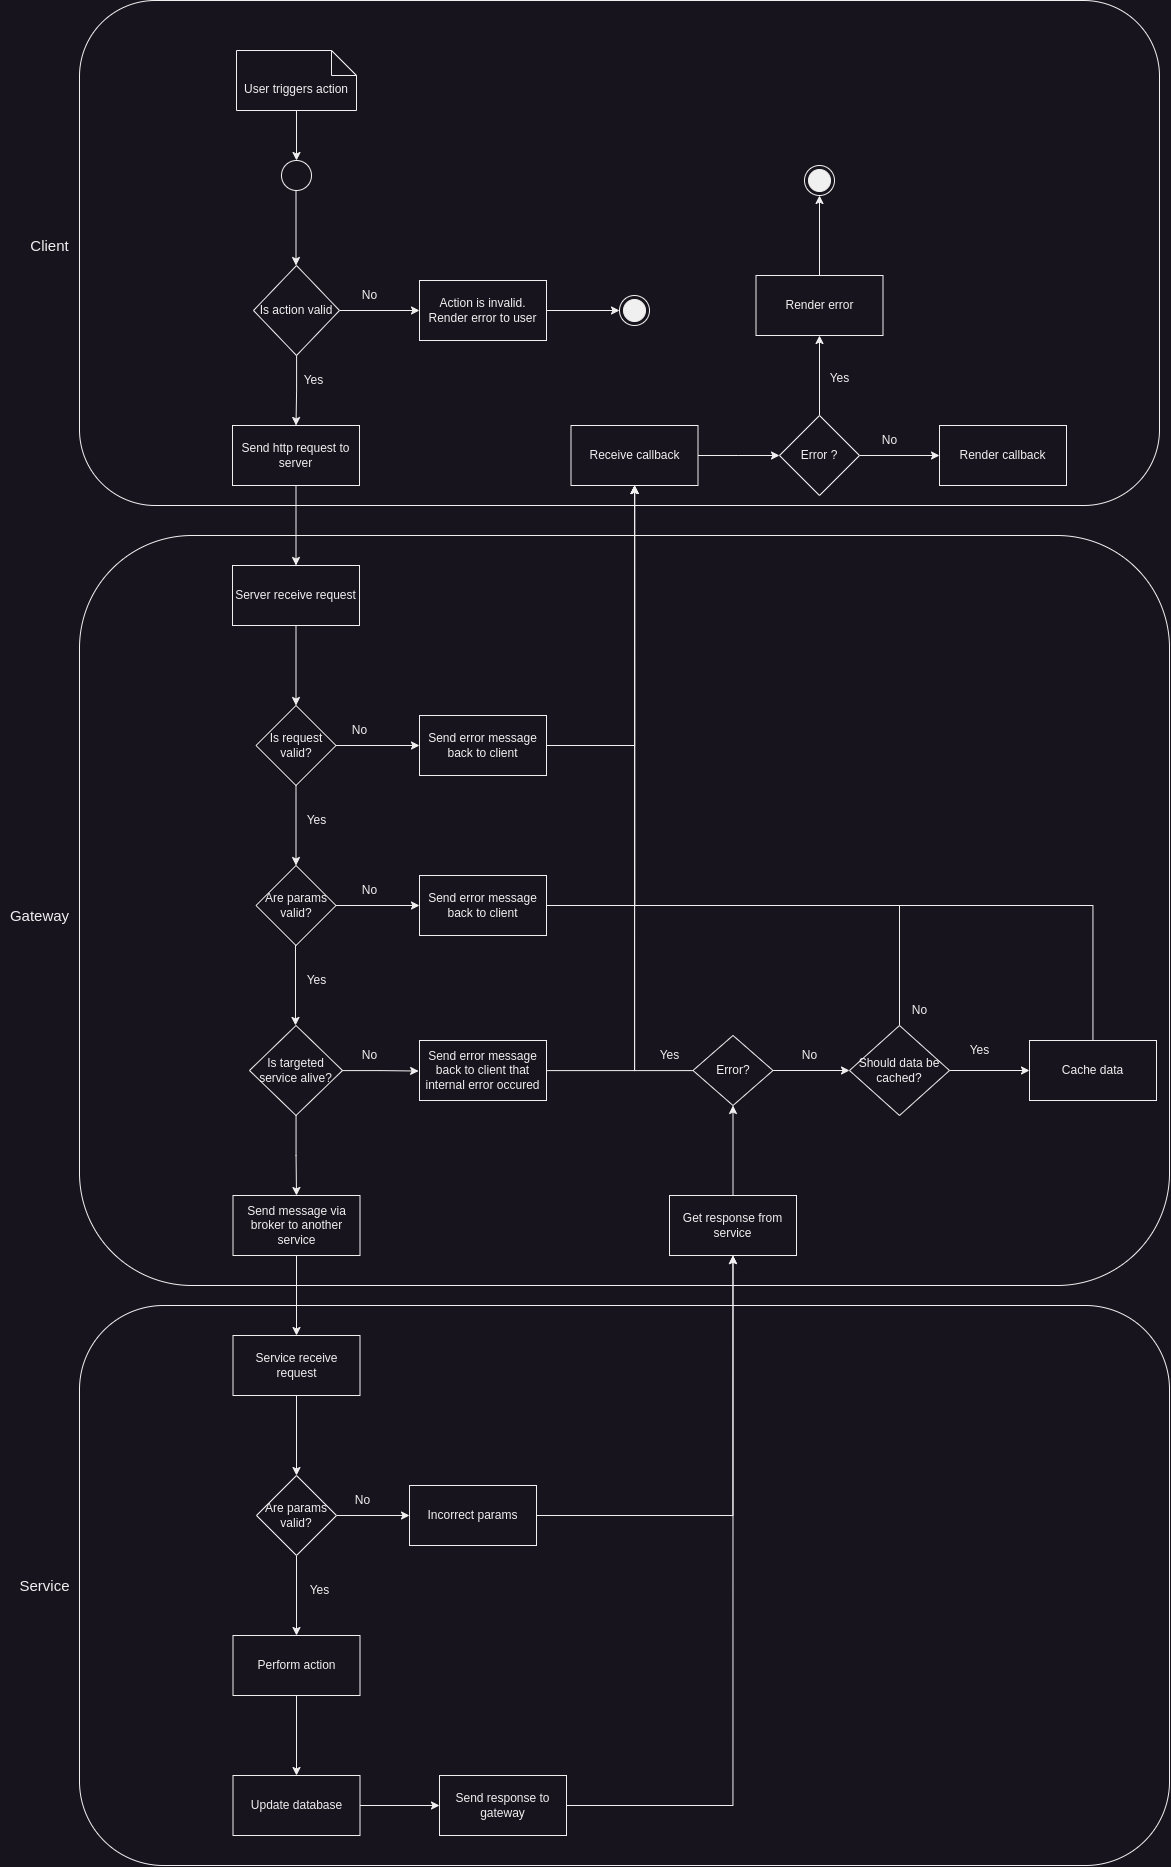 User triggers action
Client
Is action valid
No
Action is invalid.
Render error to user
Render error
Yes
Yes
Send http request to
server
Receive callback
Error ?
No
Render callback
Server receive request
Is request
valid?
No
Send error message
back to client
Yes
Gateway
Are params
valid?
No
Send error message
back to client
Yes
No
Is targeted
service alive?
No
Send error message
back to client that
internal error occured
Yes
Error?
No
Should data be
cached?
Yes
Cache data
Send message via
broker to another
service
Get response from
service
Service receive
request
Are params
valid?
No
Incorrect params
Service
Yes
Perform action
Update database
Send response to
gateway